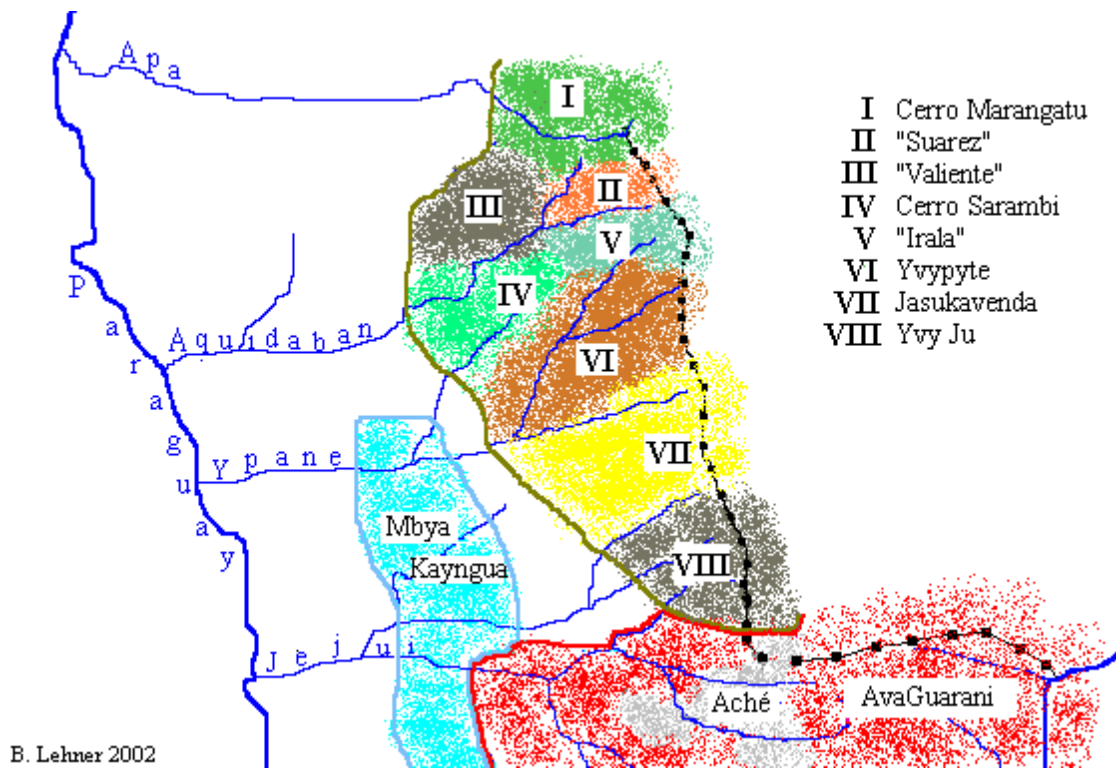 Apa
I
II
III
V
IV
VI
VII
VIII
Paraguay
Aquidaban
Ypane
Jejui
Mbya
Kayngua
Aché
AvaGuarani
I Cerro Marangatu
II "Suarez"
III "Valiente"
IV Cerro Sarambi
V "Irala"
VI Yvypyte
VII Jasukavenda
VIII Yvy Ju
B. Lehner 2002